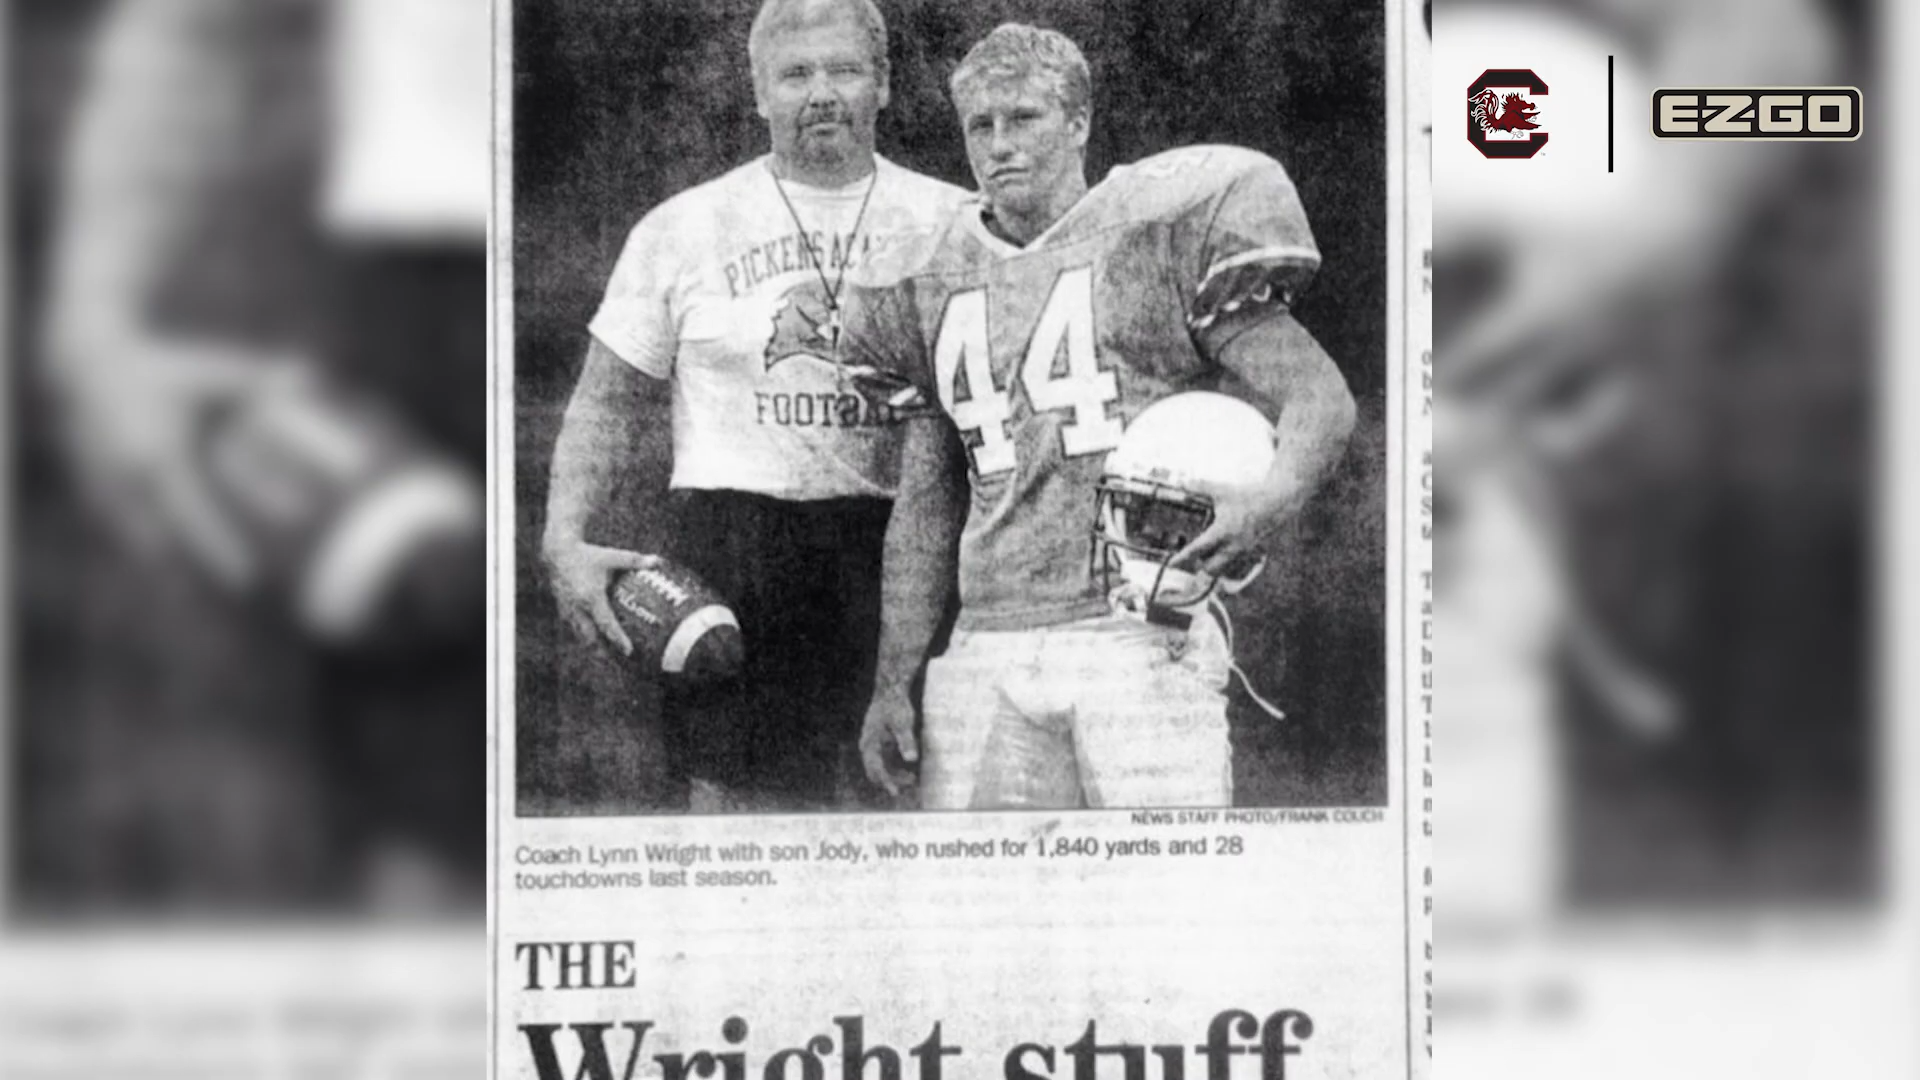 E-Z-GO
PICKENS ACA
44
FOOTBAL
NEWS STAFF PHOTO/FRANK COUCH
Coach Lynn Wright with son Jody, who rushed for 1,840 yards and 28
touchdowns last season.
THE
Wright stuff